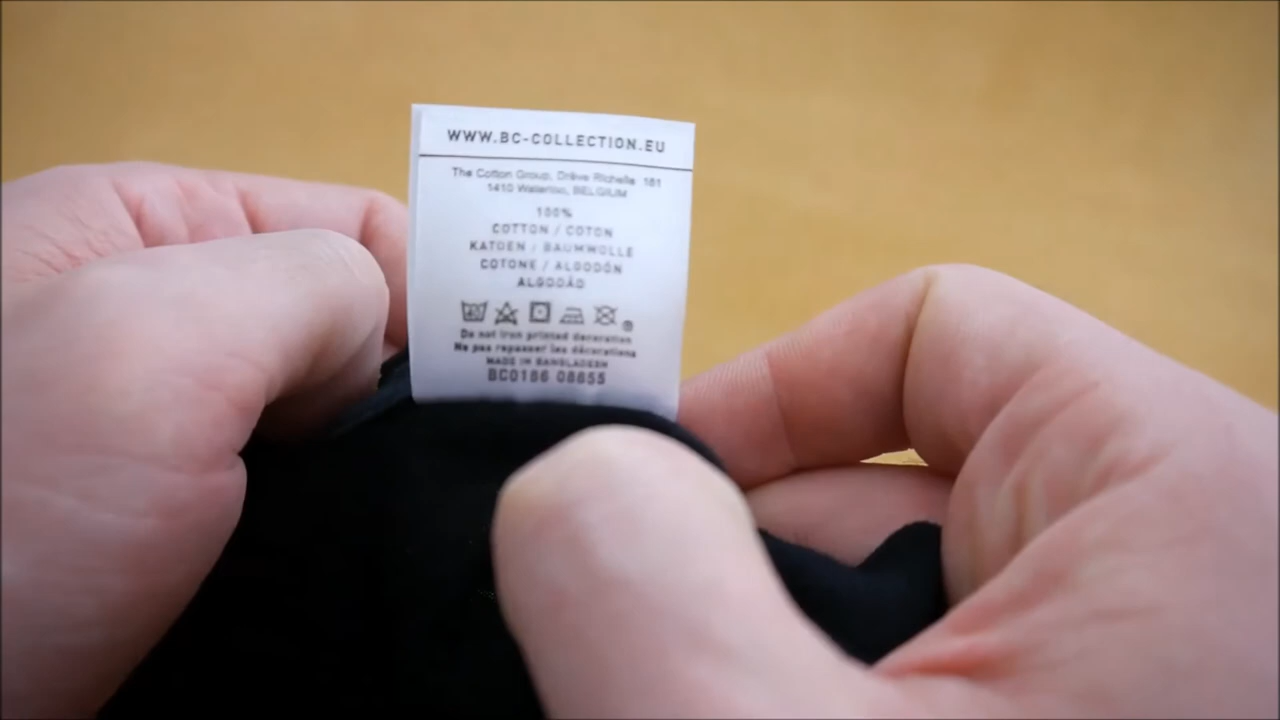 WWW.BC-COLLECTION.EU
The Cotton Group, Drève Richelle 161
1410 Waterloo, BELGIUM
100%
COTTON / COTON
KATOEN / BAUMWOLLE
COTONE / ALGODÓN
ALGODÃO
Do not iron printed decoration
Ne pas repasser les décorations
MADE IN BANGLADESH
BC0186 08855